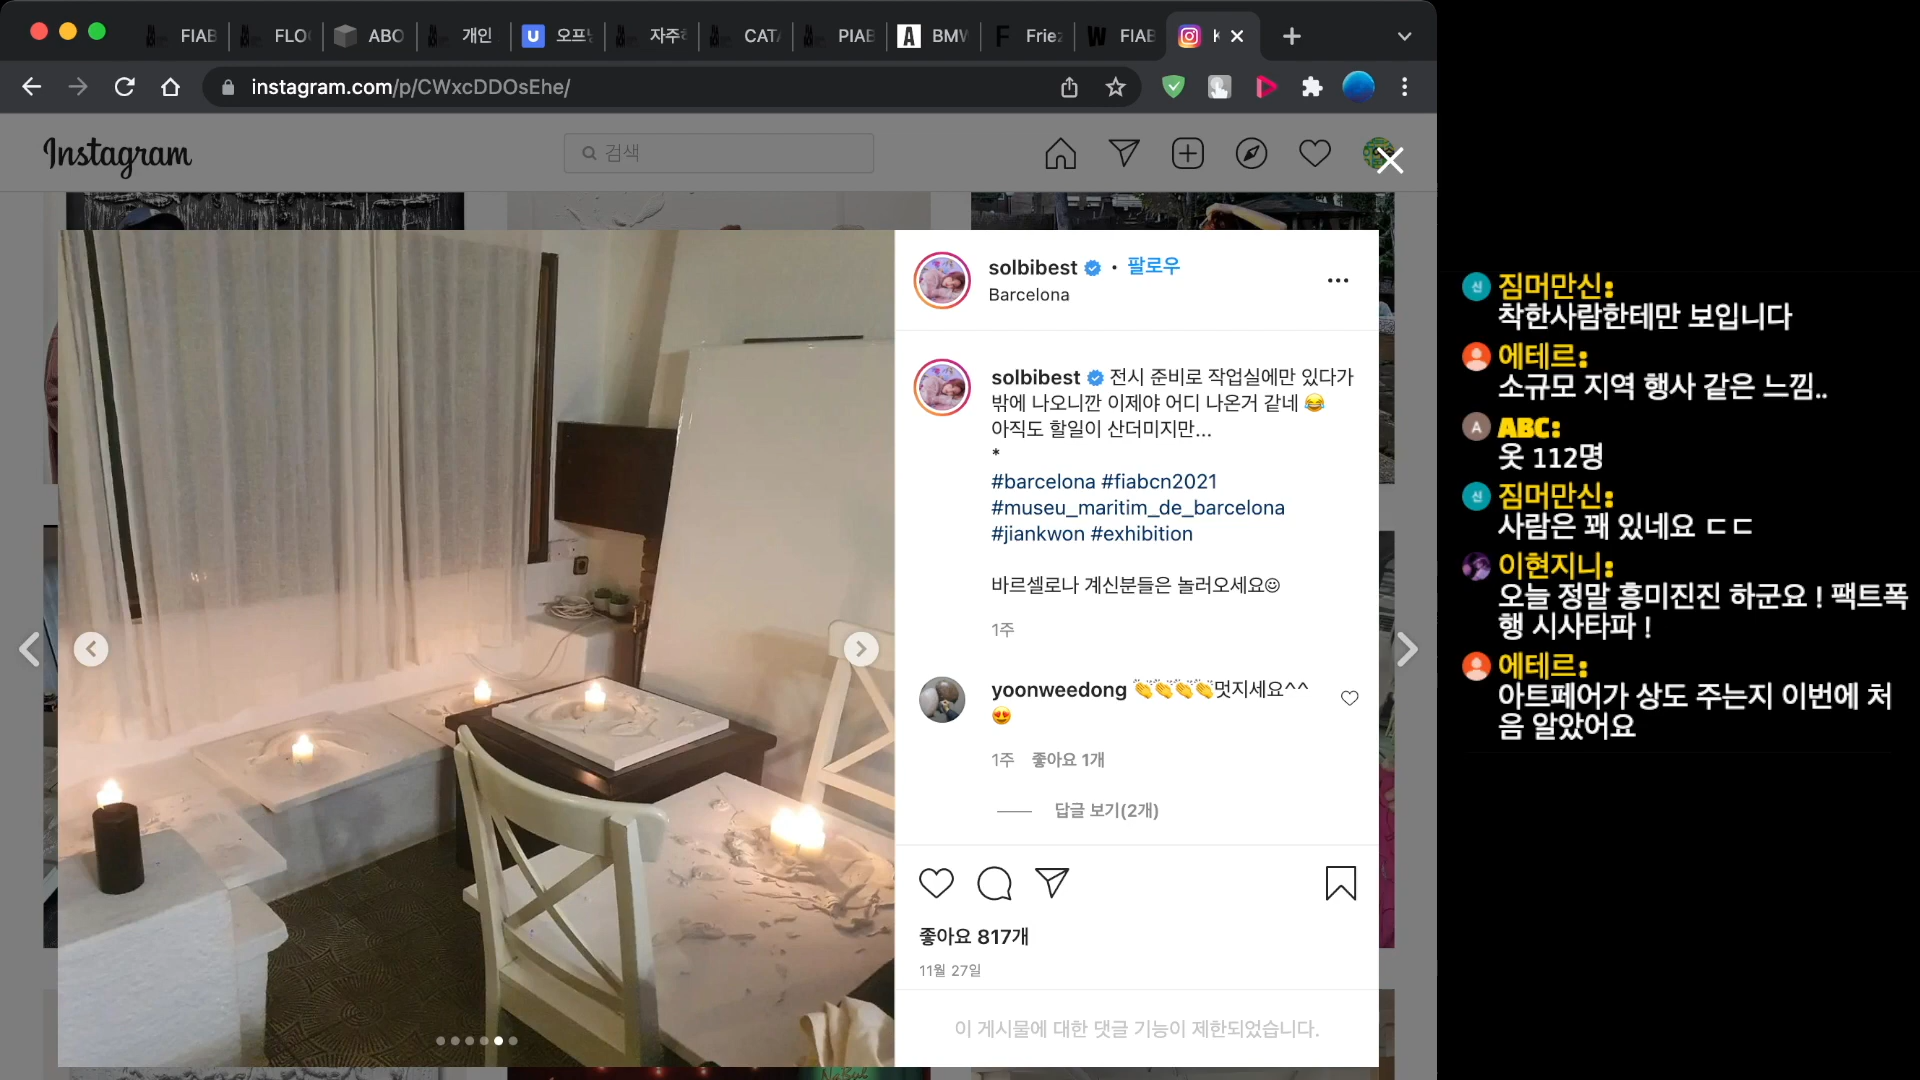 FIAB
FLO
ABO
개인
오프
자주
CAT
PIAB
BMW
Frie
FIAB
instagram.com/p/CWxcDDOsEhe/
Instagram
검색
solbibest • 팔로우
Barcelona
solbibest 전시 준비로 작업실에만 있다가
밖에 나오니깐 이제야 어디 나온거 같네 😂
아직도 할일이 산더미지만...
*
#barcelona #fiabcn2021
#museu_maritim_de_barcelona
#jiankwon #exhibition
바르셀로나 계신분들은 놀러오세요☺
1주
yoonweedong 👏👏👏👏멋지세요^^
😍
1주 좋아요 1개
답글 보기(2개)
좋아요 817개
11월 27일
이 게시물에 대한 댓글 기능이 제한되었습니다.
신 짐머만신:
착한사람한테만 보입니다
에테르:
소규모 지역 행사 같은 느낌..
A ABC:
옷 112명
신 짐머만신:
사람은 꽤 있네요 ㄷㄷ
이현지니:
오늘 정말 흥미진진 하군요 ! 팩트폭
행 시사타파 !
에테르:
아트페어가 상도 주는지 이번에 처
음 알았어요